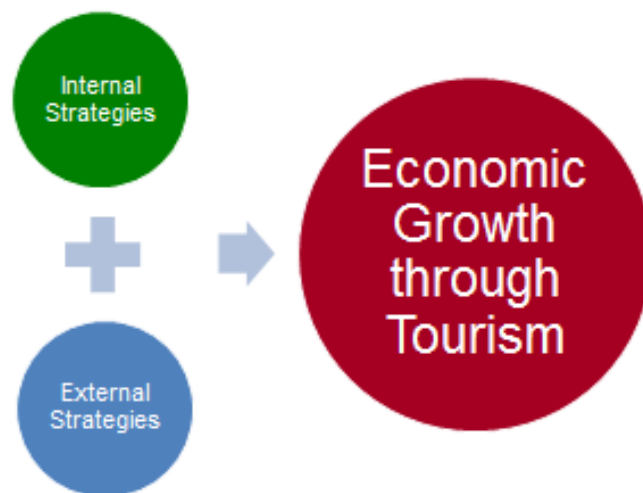 Internal
Strategies
External
Strategies
Economic
Growth
through
Tourism